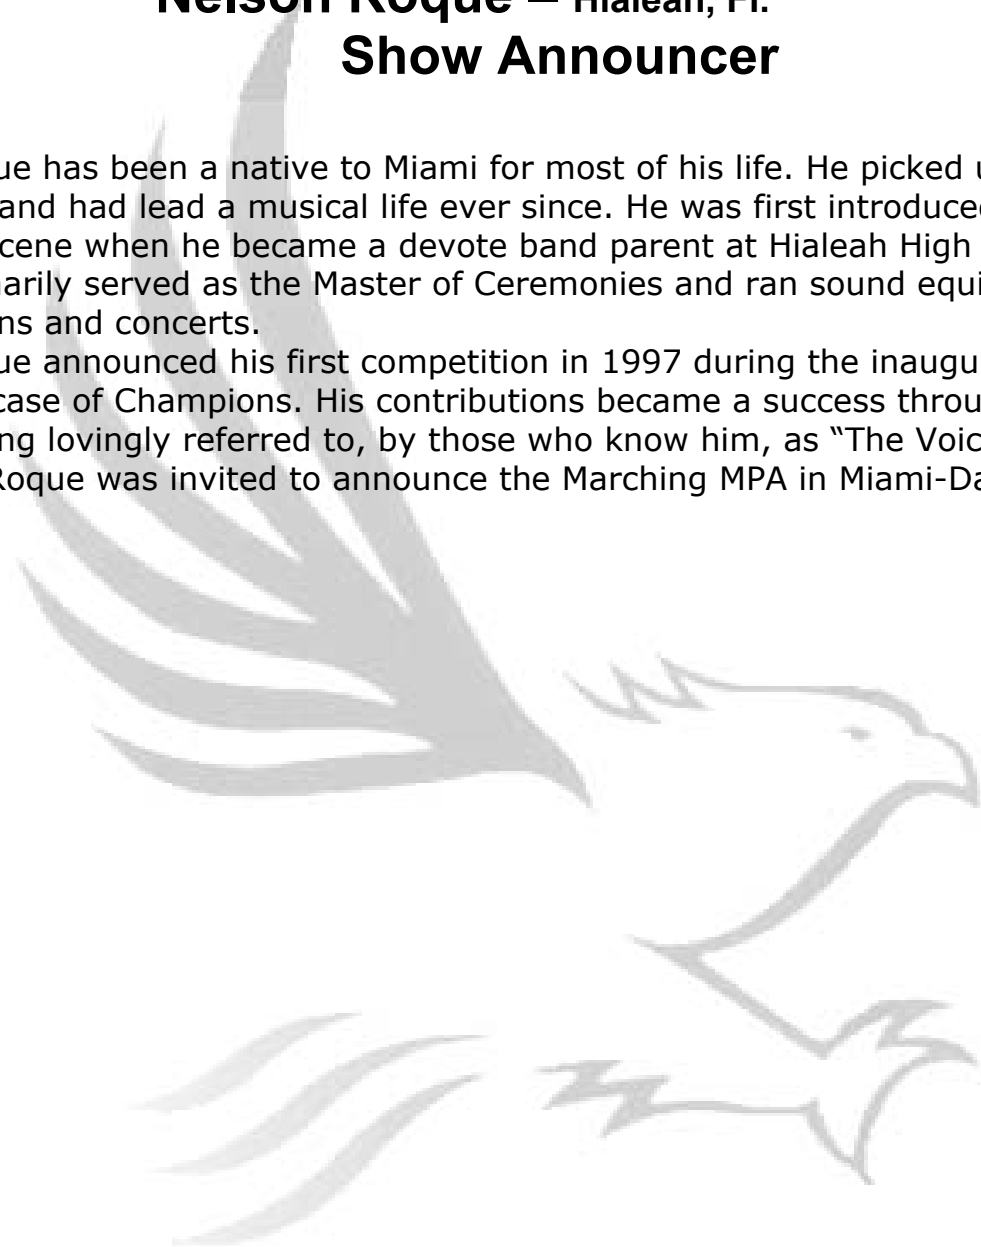 Nelson Roque – Hialeah, Fl.
Show Announcer
ue has been a native to Miami for most of his life. He picked u
and had lead a musical life ever since. He was first introduced
cene when he became a devote band parent at Hialeah High
arily served as the Master of Ceremonies and ran sound equi
ns and concerts.
ue announced his first competition in 1997 during the inaugu
case of Champions. His contributions became a success throu
ng lovingly referred to, by those who know him, as “The Voic
Roque was invited to announce the Marching MPA in Miami-Da